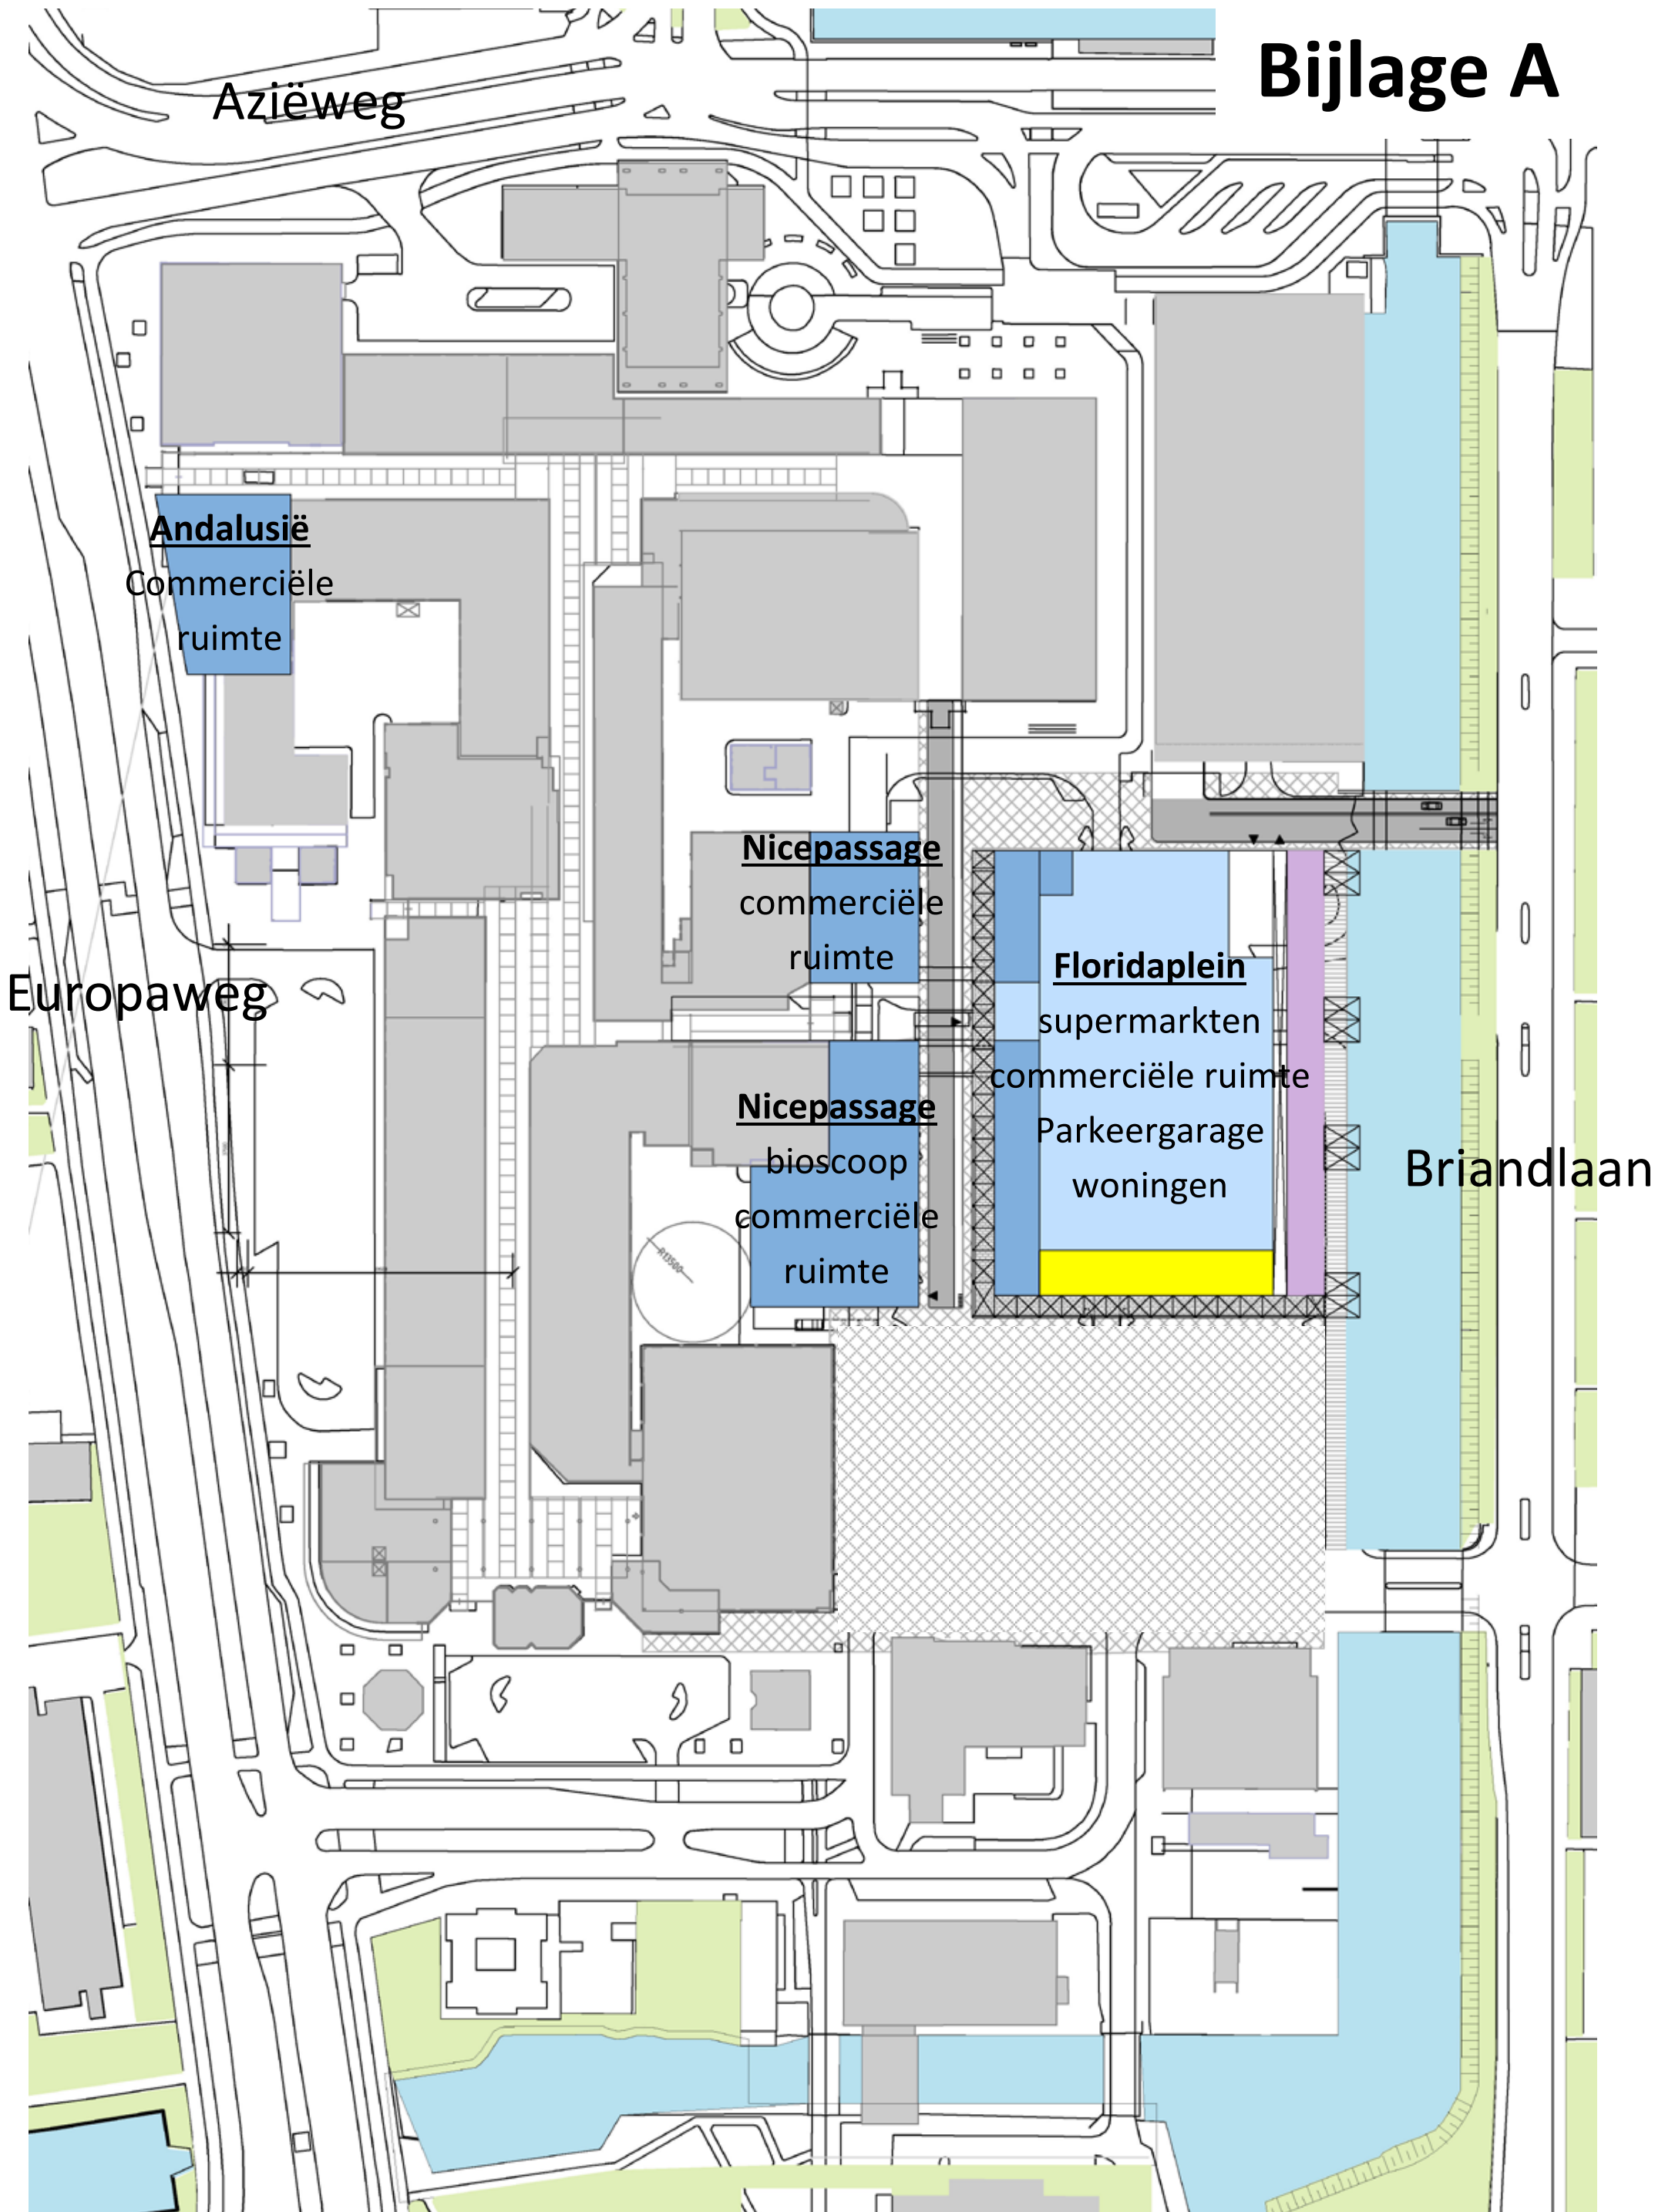 Bijlage A
Aziëweg
Andalusië
Commerciële
ruimte
Nicepassage
commerciële
ruimte
Floridaplein
supermarkten
commerciële ruimte
Parkeergarage
woningen
Europaweg
Nicepassage
bioscoop
commerciële
ruimte
Briandlaan
R13500